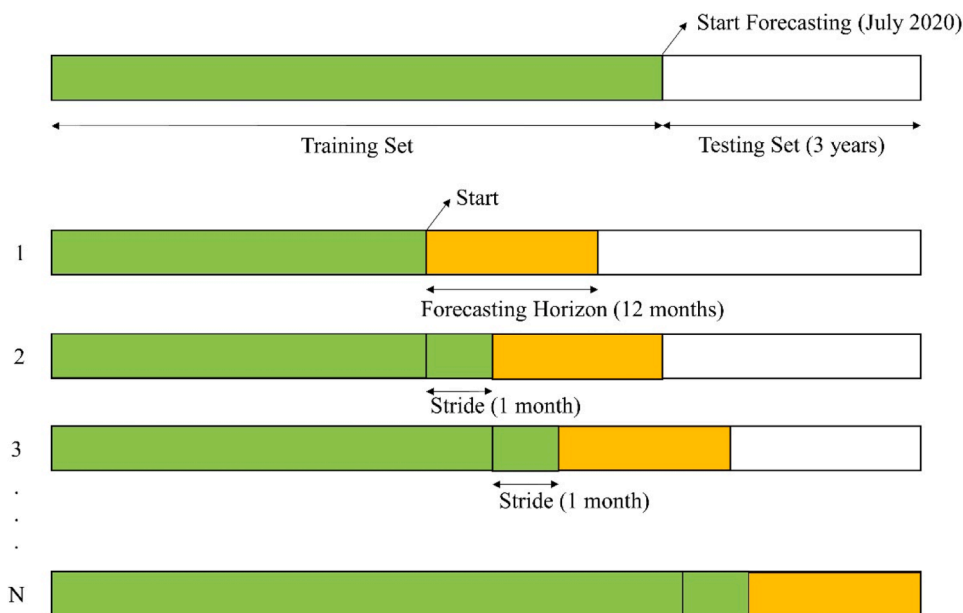 Start Forecasting (July 2020)
Training Set
Testing Set (3 years)
Start
1
Forecasting Horizon (12 months)
2
Stride (1 month)
3
Stride (1 month)
.
.
.
N